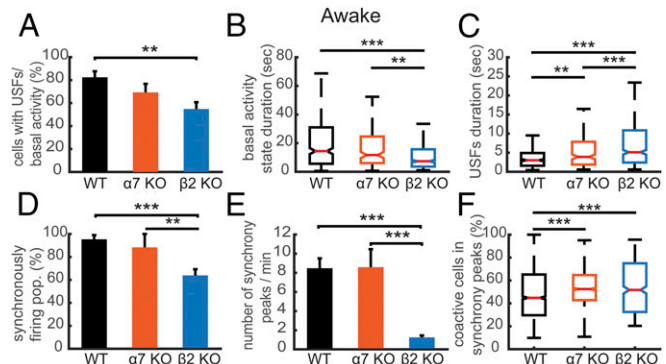 Awake
A
cells with USFs/
basal activity (%)
100
80
60
40
20
0
**
WT
α7 KO
β2 KO
B
basal activity
state duration (sec)
80
60
40
20
0
***
**
WT
α7 KO
β2 KO
C
USFs duration (sec)
30
25
20
15
10
5
0
***
**
***
WT
α7 KO
β2 KO
D
synchronously
firing pop. (%)
100
80
60
40
20
0
***
**
WT
α7 KO
β2 KO
E
number of synchrony
peaks / min
12
8
4
0
***
***
WT
α7 KO
β2 KO
F
coactive cells in
synchrony peaks (%)
100
80
60
40
20
0
***
***
WT
α7 KO
β2 KO